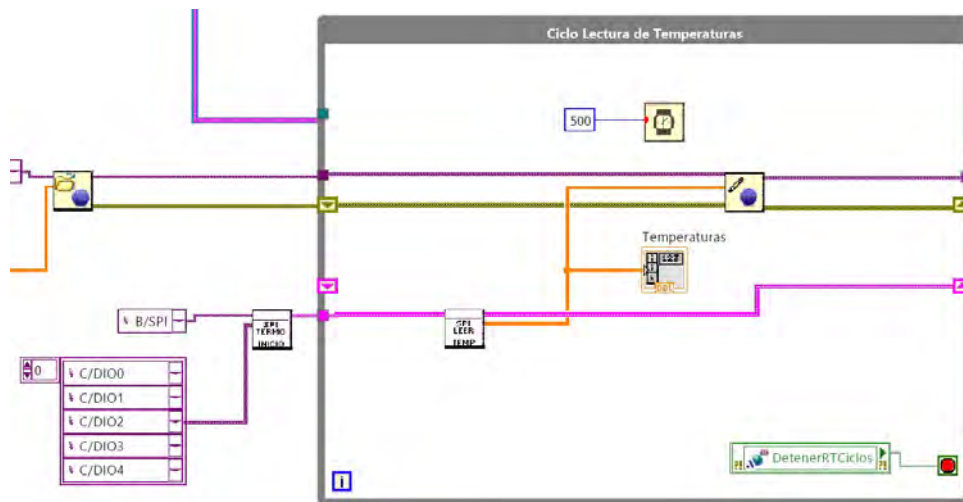 Ciclo Lectura de Temperaturas
500
Temperaturas
B/SPI
SPI
TERMO
INICIO
SPI
LEER
TEMP
0
C/DIO0
C/DIO1
C/DIO2
C/DIO3
C/DIO4
DetenerRTCiclos
i